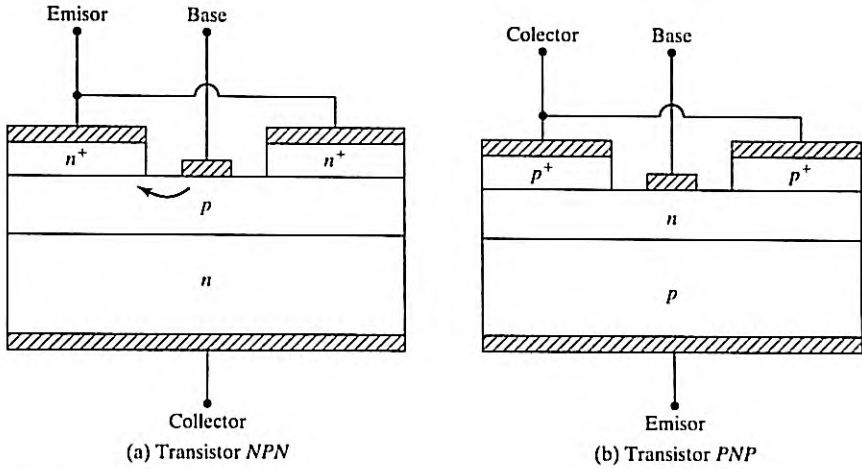 Emisor
Base
n+
n+
p
n
Collector
(a) Transistor NPN
Colector
Base
p+
p+
n
p
Emisor
(b) Transistor PNP